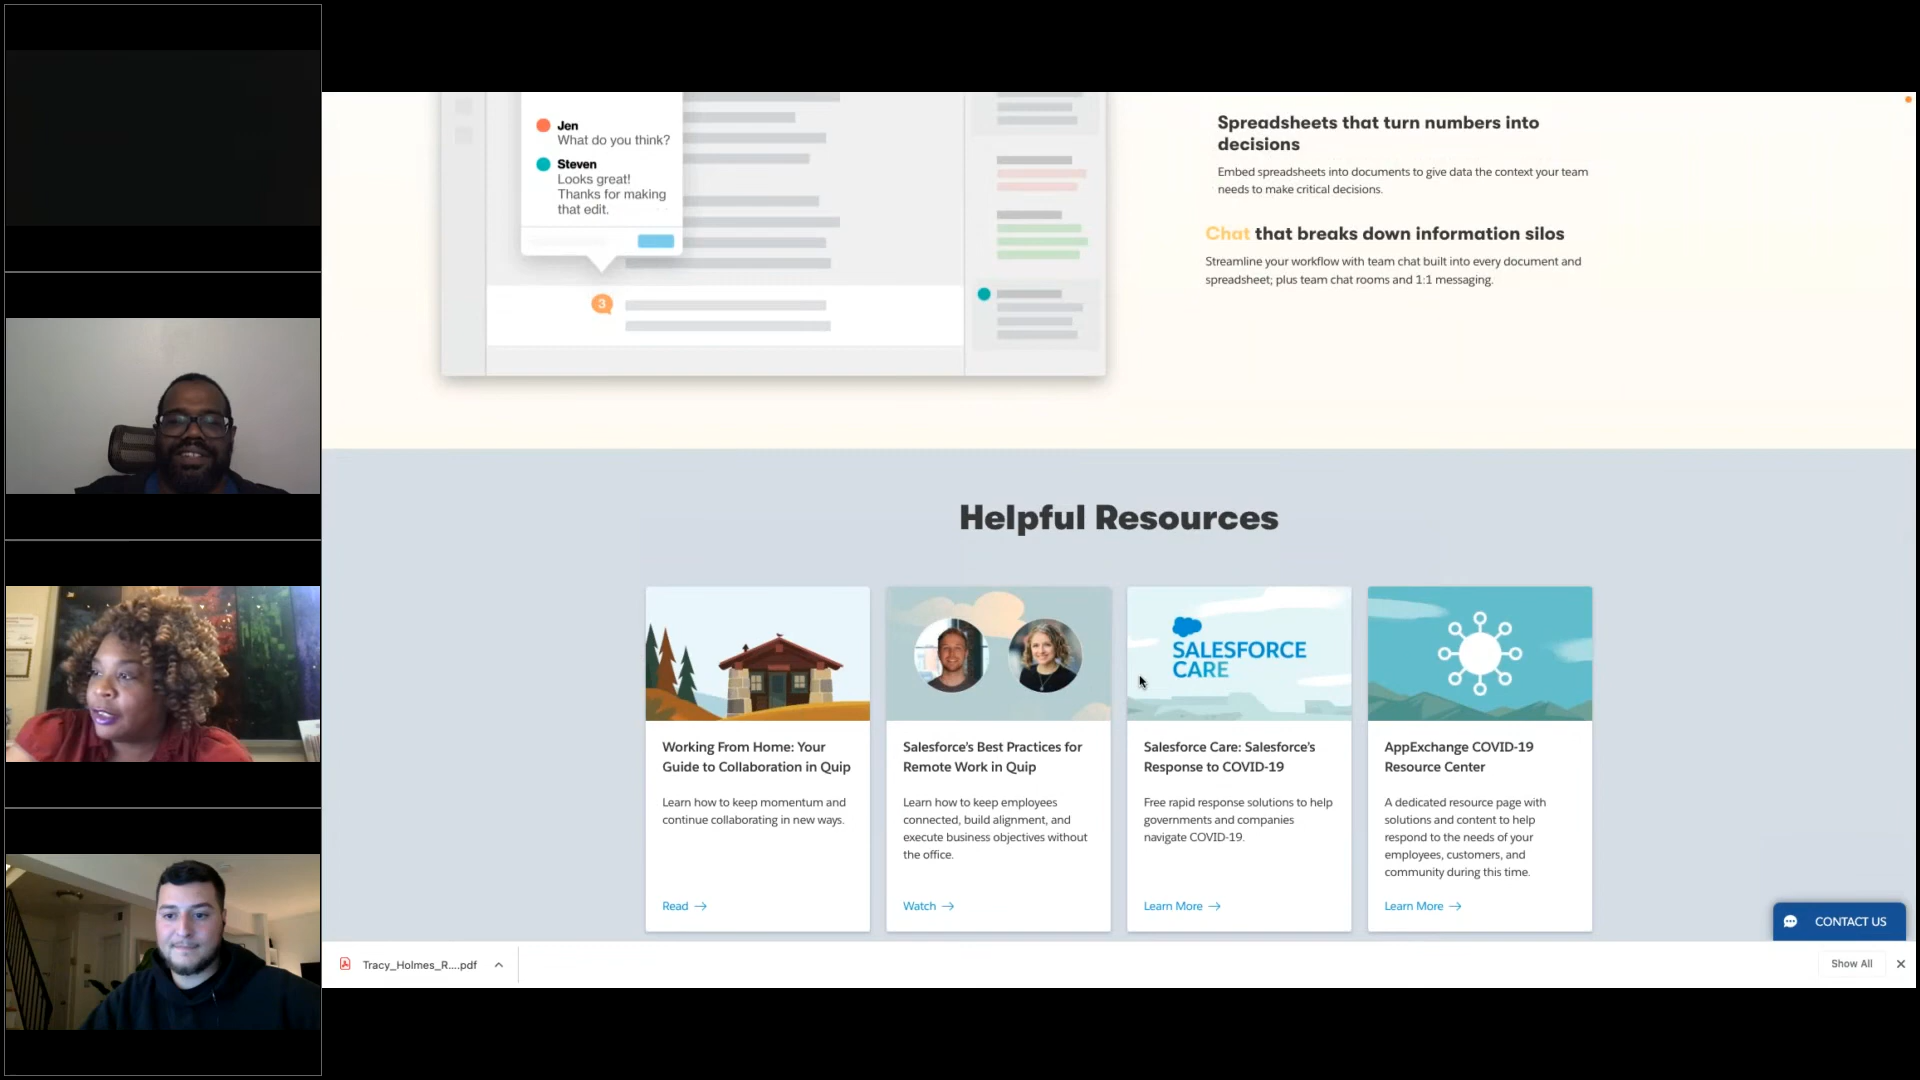 Jen
What do you think?
Steven
Looks great!
Thanks for making
that edit.
3
Spreadsheets that turn numbers into
decisions
Embed spreadsheets into documents to give data the context your team
needs to make critical decisions.
Chat that breaks down information silos
Streamline your workflow with team chat built into every document and
spreadsheet; plus team chat rooms and 1:1 messaging.
Helpful Resources
Working From Home: Your
Guide to Collaboration in Quip
Learn how to keep momentum and
continue collaborating in new ways.
Read →
Salesforce's Best Practices for
Remote Work in Quip
Learn how to keep employees
connected, build alignment, and
execute business objectives without
the office.
Watch →
SALESFORCE
CARE
Salesforce Care: Salesforce's
Response to COVID-19
Free rapid response solutions to help
governments and companies
navigate COVID-19.
Learn More →
AppExchange COVID-19
Resource Center
A dedicated resource page with
solutions and content to help
respond to the needs of your
employees, customers, and
community during this time.
Learn More →
CONTACT US
Tracy_Holmes_R....pdf
Show All